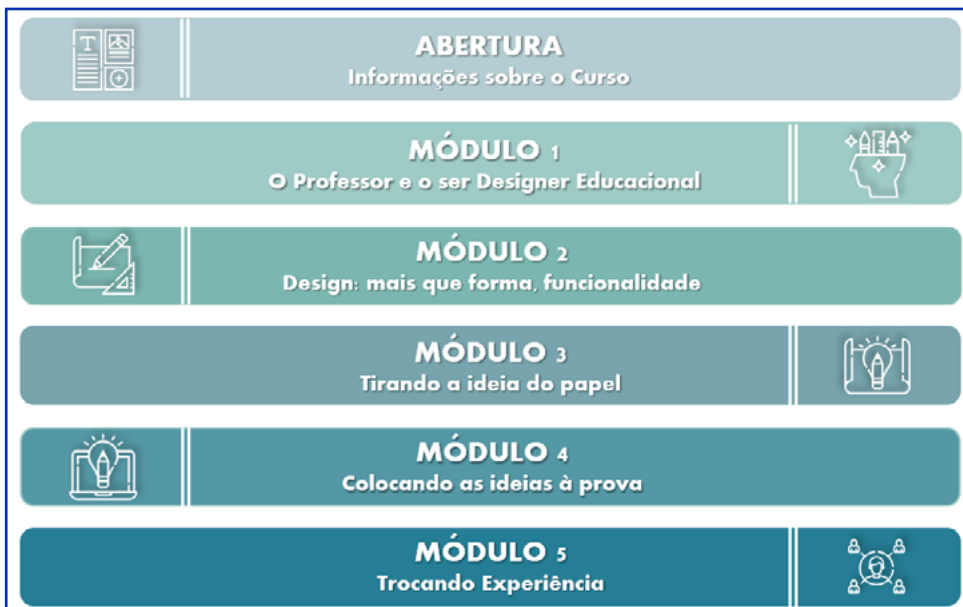 T
ABERTURA
Informações sobre o Curso
MÓDULO 1
O Professor e o ser Designer Educacional
MÓDULO 2
Design: mais que forma, funcionalidade
MÓDULO 3
Tirando a ideia do papel
MÓDULO 4
Colocando as ideias à prova
MÓDULO 5
Trocando Experiência